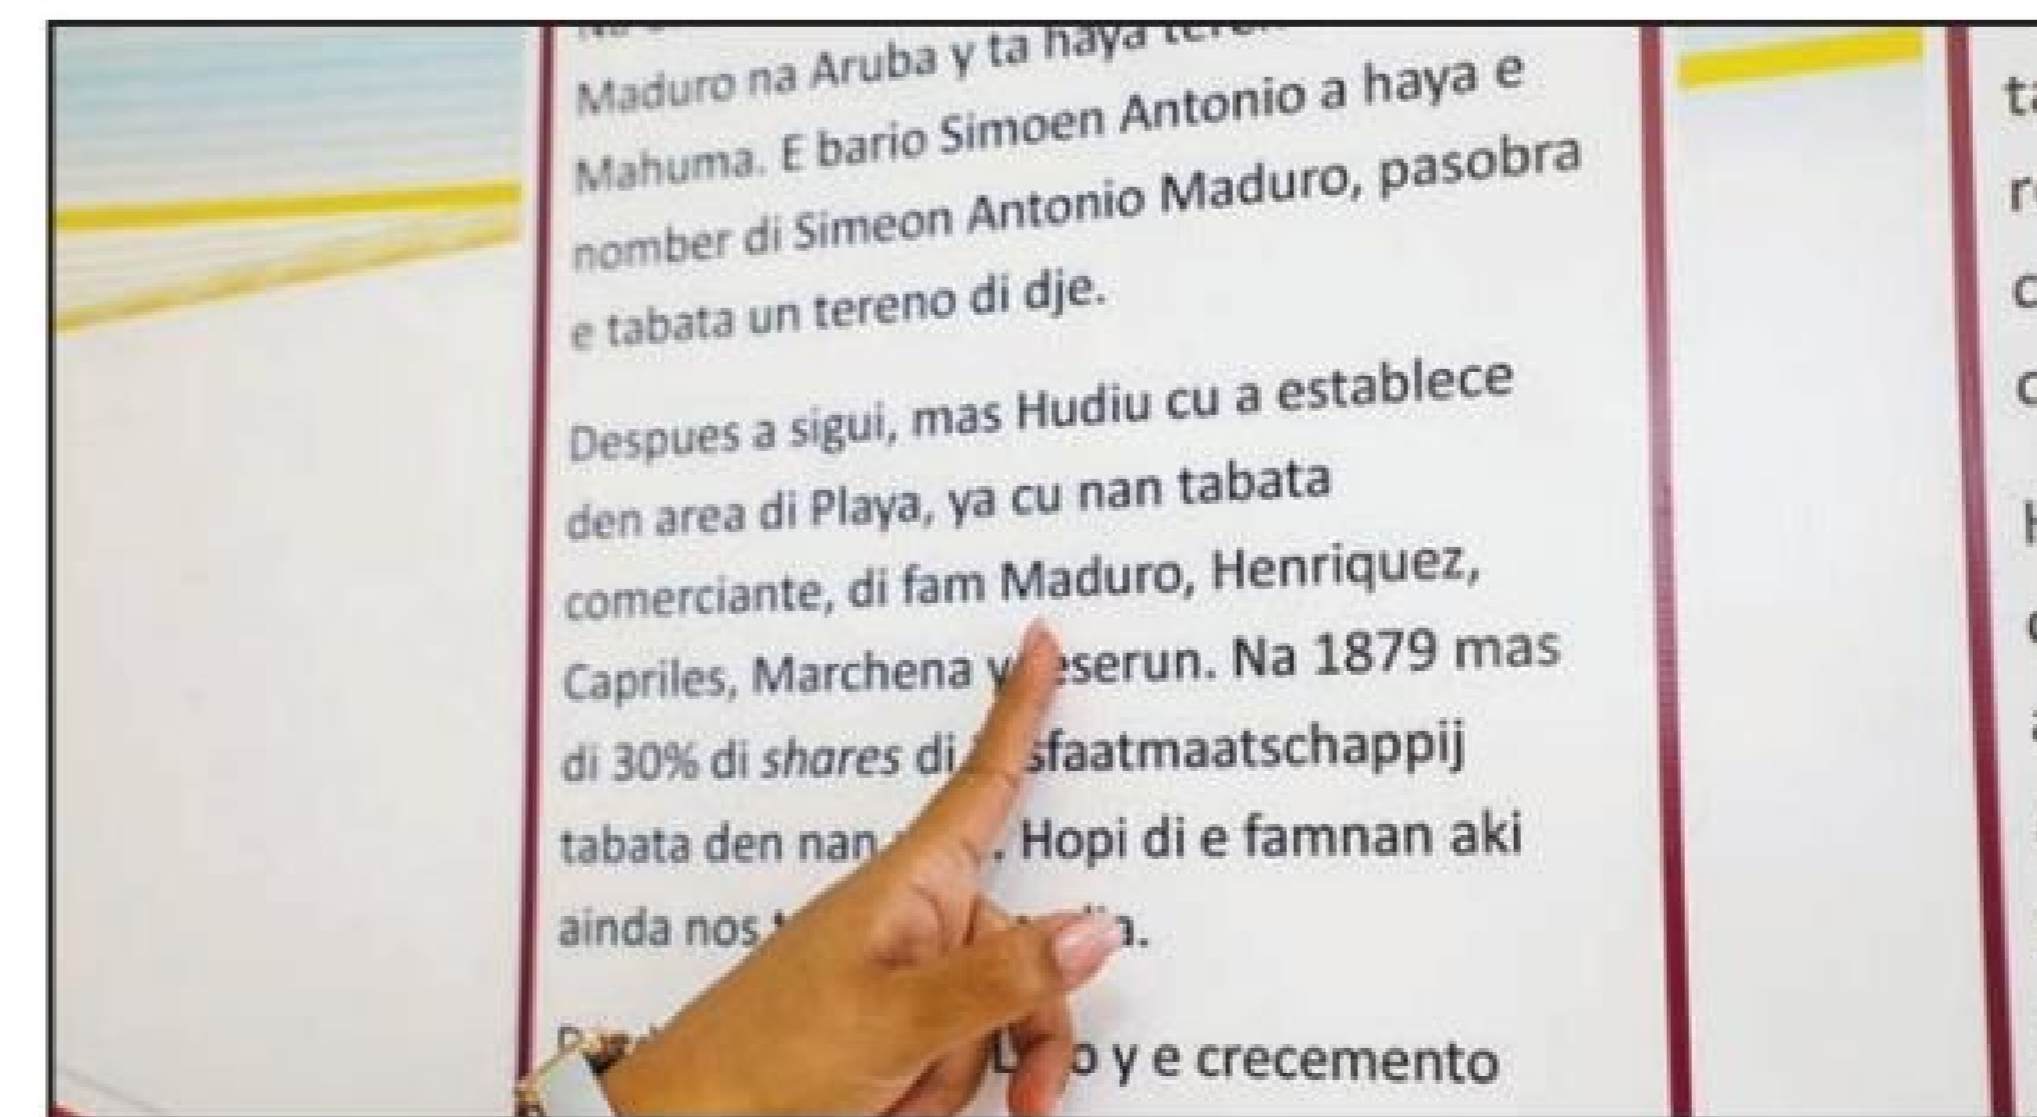 Maduro na Aruba y ta haya
Mahuma. E bario Simoen Antonio a haya e
nomber di Simeon Antonio Maduro, pasobra
e tabata un tereno di dje.
Despues a sigui, mas Hudiu cu a establece
den area di Playa, ya cu nan tabata
comerciante, di fam Maduro, Henriquez,
Capriles, Marchena y eserun. Na 1879 mas
di 30% di shares di sfaatmaatschappij
tabata den nan . Hopi di e famnan aki
ainda nos
y e crecemento